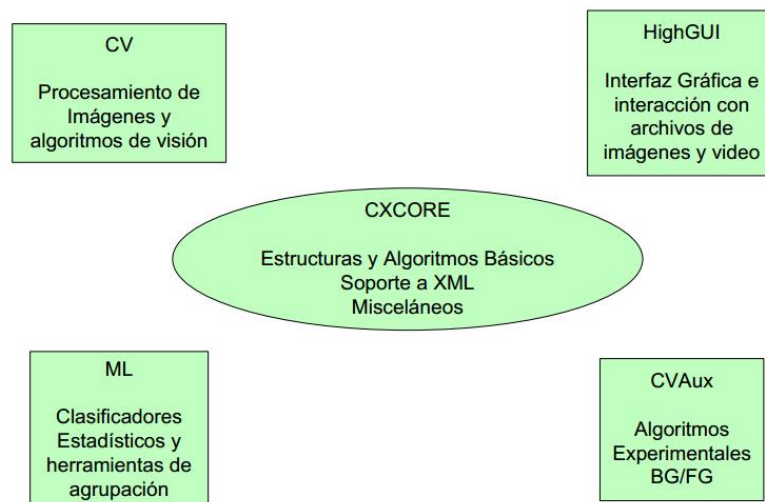 CV
Procesamiento de
Imágenes y
algoritmos de visión
HighGUI
Interfaz Gráfica e
interacción con
archivos de
imágenes y video
CXCORE
Estructuras y Algoritmos Básicos
Soporte a XML
Misceláneos
ML
Clasificadores
Estadísticos y
herramientas de
agrupación
CVAux
Algoritmos
Experimentales
BG/FG